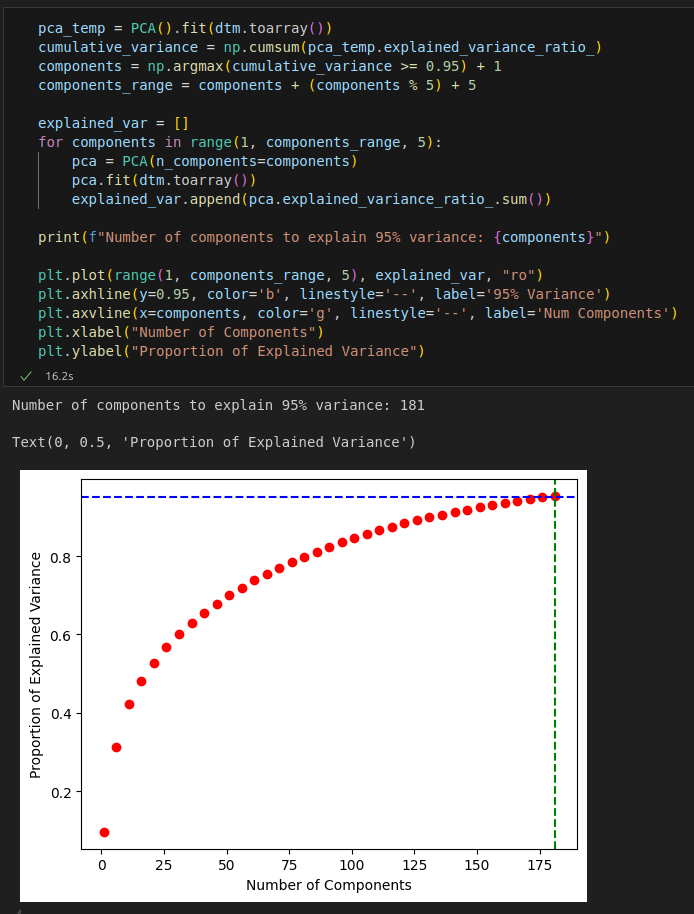 pca_temp = PCA().fit(dtm.toarray())
cumulative_variance = np.cumsum(pca_temp.explained_variance_ratio_)
components = np.argmax(cumulative_variance >= 0.95) + 1
components_range = components + (components % 5) + 5
explained_var = []
for components in range(1, components_range, 5):
    pca = PCA(n_components=components)
    pca.fit(dtm.toarray())
    explained_var.append(pca.explained_variance_ratio_.sum())
print(f"Number of components to explain 95% variance: {components}")
plt.plot(range(1, components_range, 5), explained_var, "ro")
plt.axhline(y=0.95, color='b', linestyle='--', label='95% Variance')
plt.axvline(x=components, color='g', linestyle='--', label='Num Components')
plt.xlabel("Number of Components")
plt.ylabel("Proportion of Explained Variance")
16.2s
Number of components to explain 95% variance: 181
Text(0, 0.5, 'Proportion of Explained Variance')
Proportion of Explained Variance
0.8
0.6
0.4
0.2
0 25 50 75 100 125 150 175
Number of Components